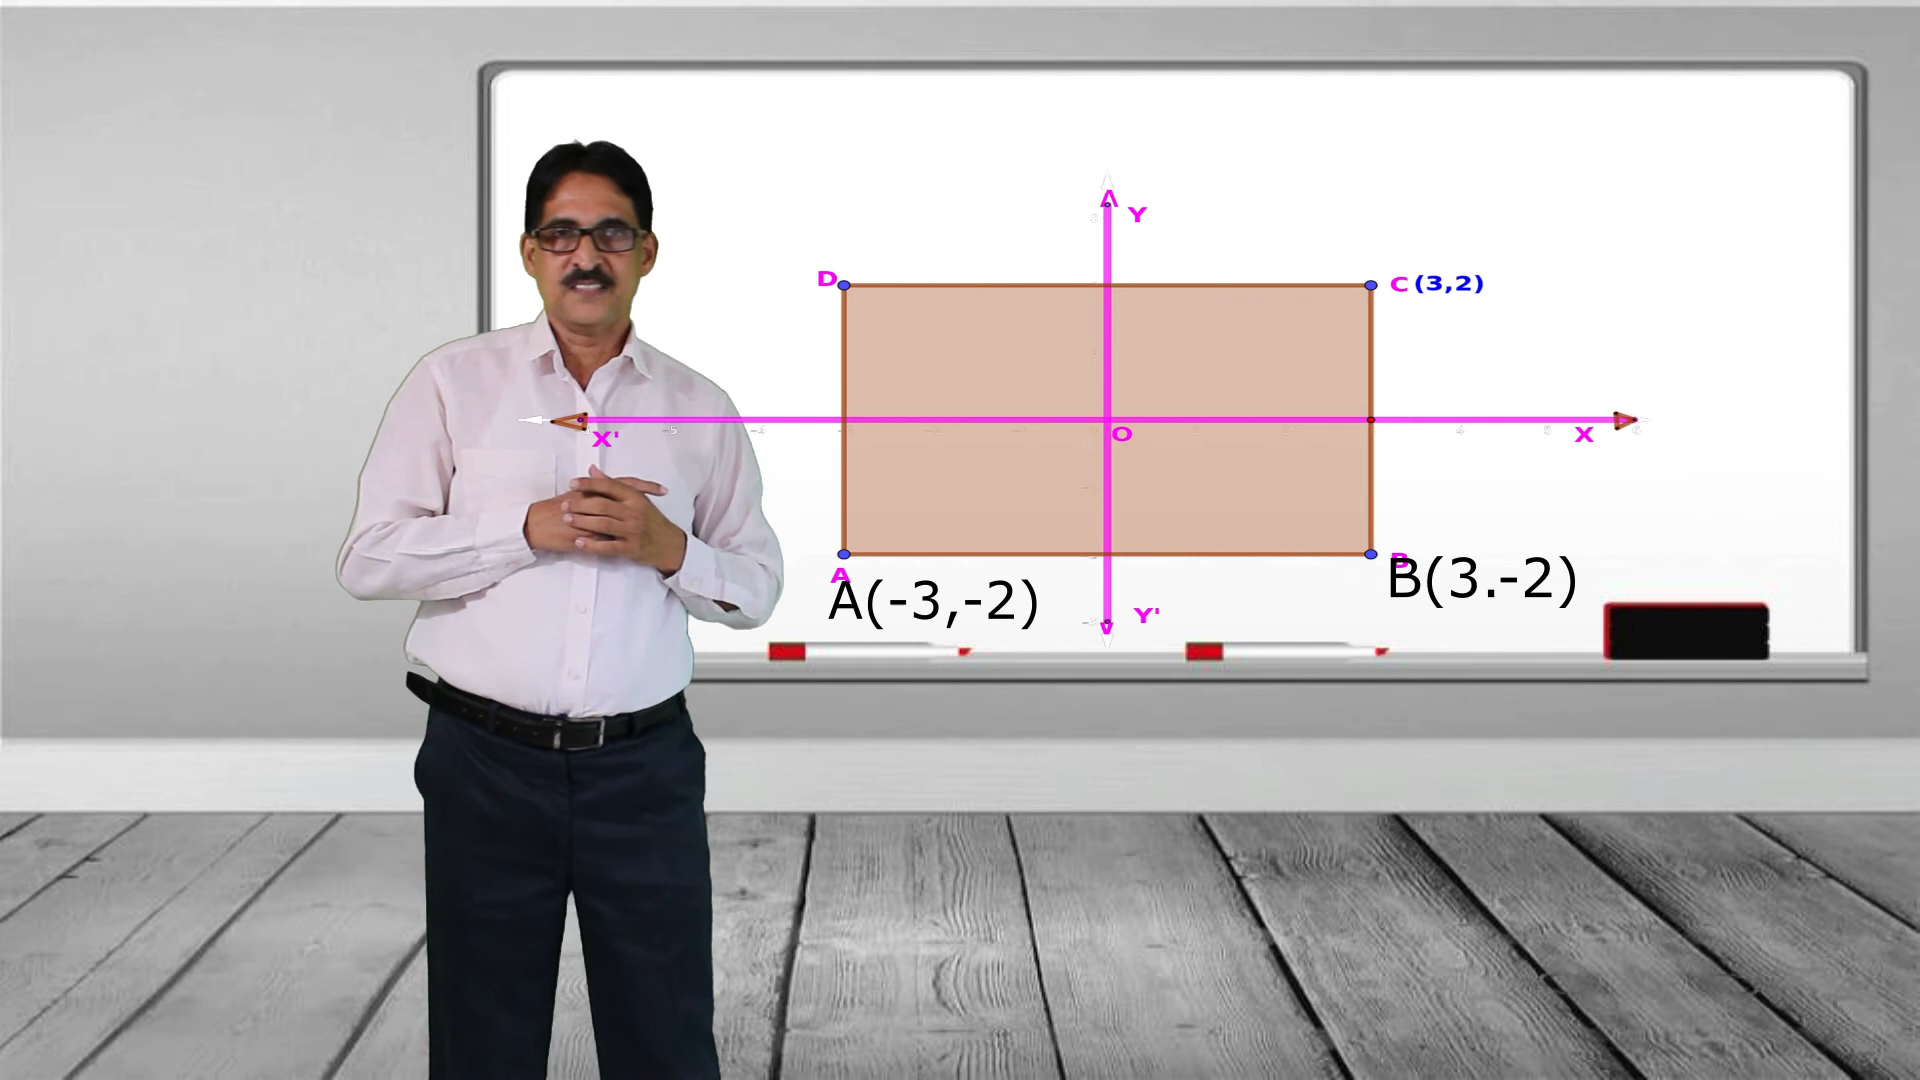 Y
D
C (3,2)
X'
O
X
A
B
A(-3,-2)
B(3.-2)
Y'